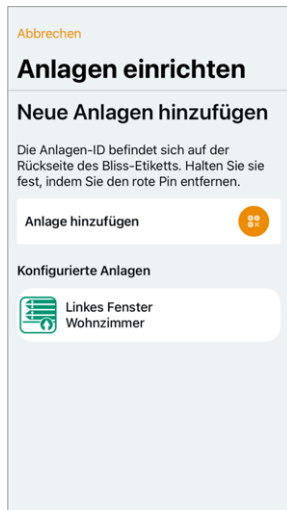 Abbrechen
Anlagen einrichten
Neue Anlagen hinzufügen
Die Anlagen-ID befindet sich auf der
Rückseite des Bliss-Etiketts. Halten Sie sie
fest, indem Sie den rote Pin entfernen.
Anlage hinzufügen
Konfigurierte Anlagen
Linkes Fenster
Wohnzimmer